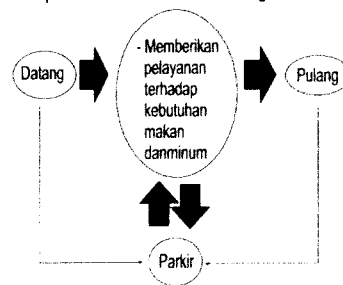 Datang
- Memberikan
pelayanan
terhadap
kebutuhan
makan
danminum
Pulang
Parkir